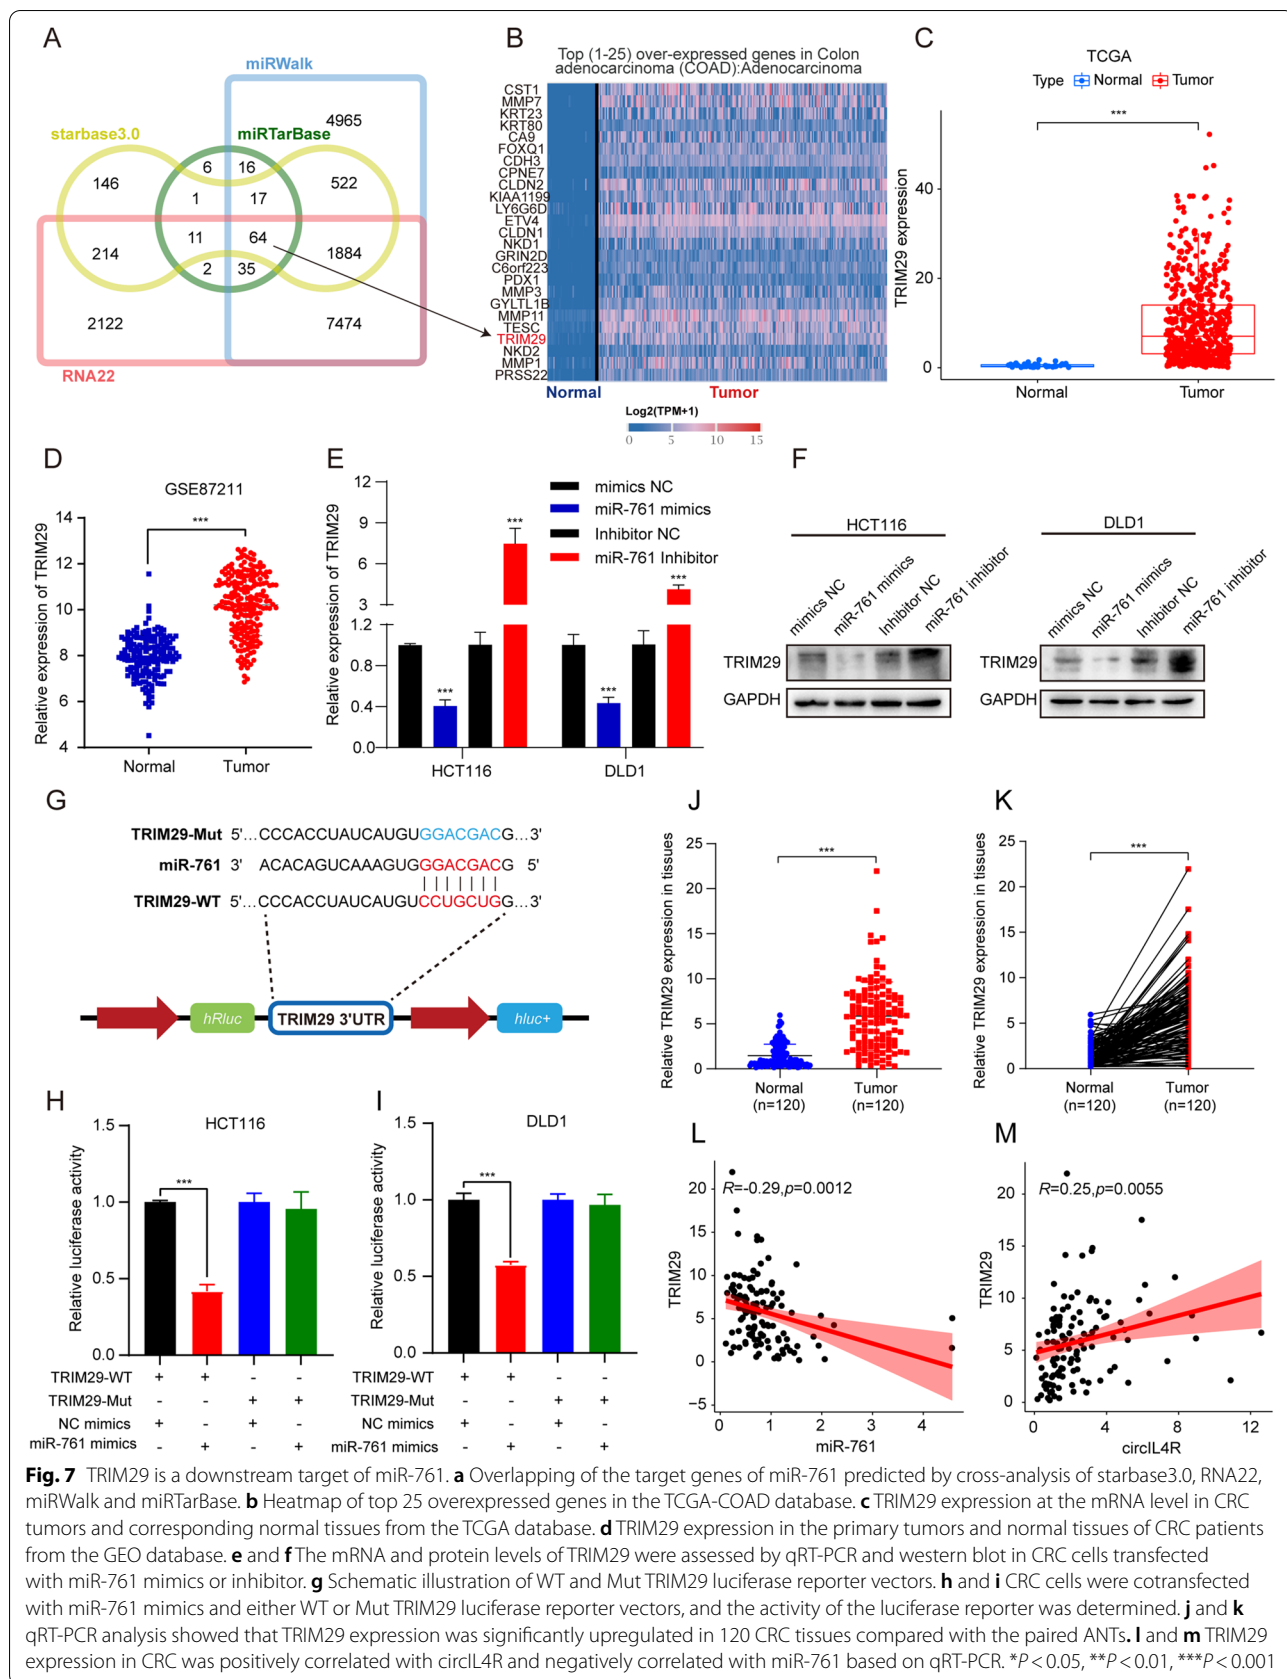 A
miRWalk
starbase3.0
miRTarBase
4965
6
16
146
522
1
17
11
64
214
1884
2
35
2122
7474
RNA22
B
Top (1-25) over-expressed genes in Colon
adenocarcinoma (COAD):Adenocarcinoma
CST1
MMP7
KRT23
KRT80
CA9
FOXQ1
CDH3
CPNE7
CLDN2
KIAA1199
LY6G6D
ETV4
CLDN1
NKD1
GRIN2D
C6orf223
PDX1
MMP3
GYLTL1B
MMP11
TESC
TRIM29
NKD2
MMP1
PRSS22
Normal Tumor
Log2(TPM+1)
0 5 10 15
C
TCGA
Type Normal Tumor
***
TRIM29 expression
40
20
0
Normal Tumor
D
GSE87211
***
Relative expression of TRIM29
14
12
10
8
6
4
Normal Tumor
E
Relative expression of TRIM29
12
9
6
3
1.2
0.8
0.4
0.0
mimics NC
miR-761 mimics
Inhibitor NC
miR-761 Inhibitor
***
***
***
***
HCT116 DLD1
F
HCT116
mimics NC
miR-761 mimics
Inhibitor NC
miR-761 inhibitor
TRIM29
GAPDH
DLD1
mimics NC
miR-761 mimics
Inhibitor NC
miR-761 inhibitor
TRIM29
GAPDH
G
TRIM29-Mut 5'...CCCACCUAUCAUGUGGACGACG...3'
miR-761 3' ACACAGUCAAAGUGGGACGACG 5'
TRIM29-WT 5'...CCCACCUAUCAUGUCCUGCUGG...3'
hRluc TRIM29 3'UTR hluc+
H
HCT116
Relative luciferase activity
1.5
1.0
0.5
0.0
***
TRIM29-WT + + - -
TRIM29-Mut - - + +
NC mimics + - + -
miR-761 mimics - + - +
I
DLD1
Relative luciferase activity
1.5
1.0
0.5
0.0
***
TRIM29-WT + + - -
TRIM29-Mut - - + +
NC mimics + - + -
miR-761 mimics - + - +
J
Relative TRIM29 expression in tissues
25
20
15
10
5
0
***
Normal Tumor
(n=120) (n=120)
K
Relative TRIM29 expression in tissues
25
20
15
10
5
0
***
Normal Tumor
(n=120) (n=120)
L
R=-0.29,p=0.0012
TRIM29
20
15
10
5
0
−5
0 1 2 3 4
miR-761
M
R=0.25,p=0.0055
TRIM29
20
15
10
5
0
0 4 8 12
circIL4R
Fig. 7 TRIM29 is a downstream target of miR-761. a Overlapping of the target genes of miR-761 predicted by cross-analysis of starbase3.0, RNA22,
miRWalk and miRTarBase. b Heatmap of top 25 overexpressed genes in the TCGA-COAD database. c TRIM29 expression at the mRNA level in CRC
tumors and corresponding normal tissues from the TCGA database. d TRIM29 expression in the primary tumors and normal tissues of CRC patients
from the GEO database. e and f The mRNA and protein levels of TRIM29 were assessed by qRT-PCR and western blot in CRC cells transfected
with miR-761 mimics or inhibitor. g Schematic illustration of WT and Mut TRIM29 luciferase reporter vectors. h and i CRC cells were cotransfected
with miR-761 mimics and either WT or Mut TRIM29 luciferase reporter vectors, and the activity of the luciferase reporter was determined. j and k
qRT-PCR analysis showed that TRIM29 expression was significantly upregulated in 120 CRC tissues compared with the paired ANTs. l and m TRIM29
expression in CRC was positively correlated with circIL4R and negatively correlated with miR-761 based on qRT-PCR. *P < 0.05, **P < 0.01, ***P < 0.001